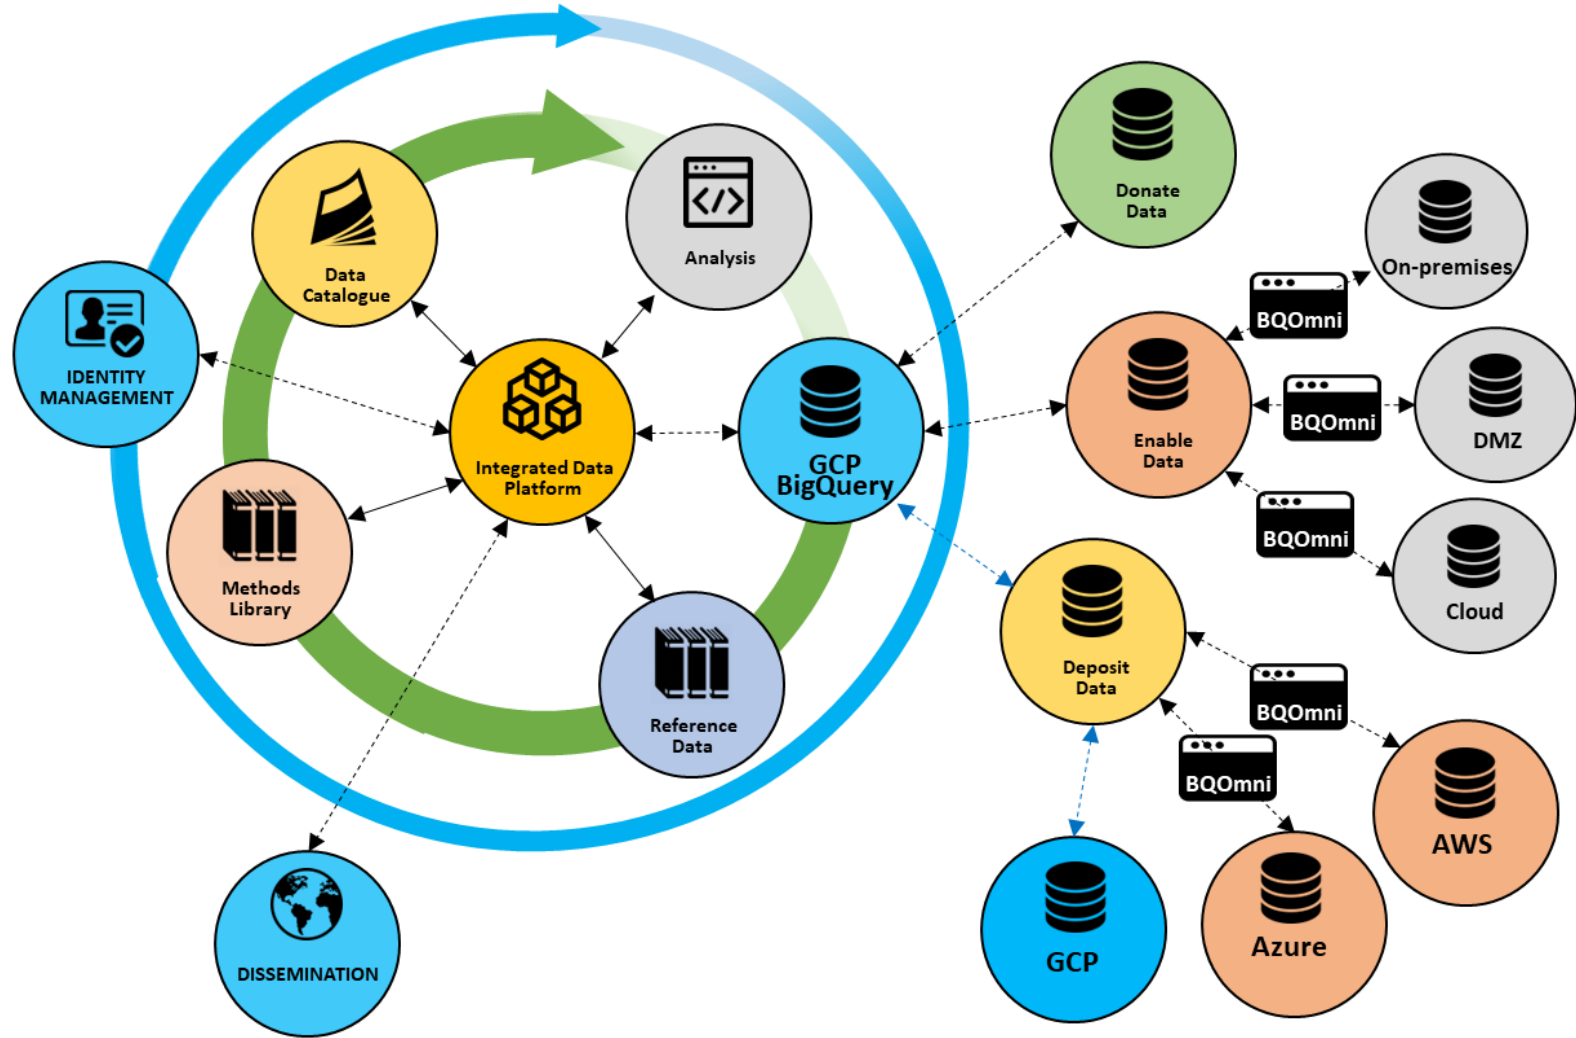 Donate
Data
Analysis
On-premises
Data
Catalogue
BQOmni
IDENTITY
MANAGEMENT
BQOmni
DMZ
Enable
Data
Integrated Data
Platform
GCP
BigQuery
BQOmni
Methods
Library
Cloud
Deposit
Data
BQOmni
Reference
Data
BQOmni
AWS
Azure
GCP
DISSEMINATION